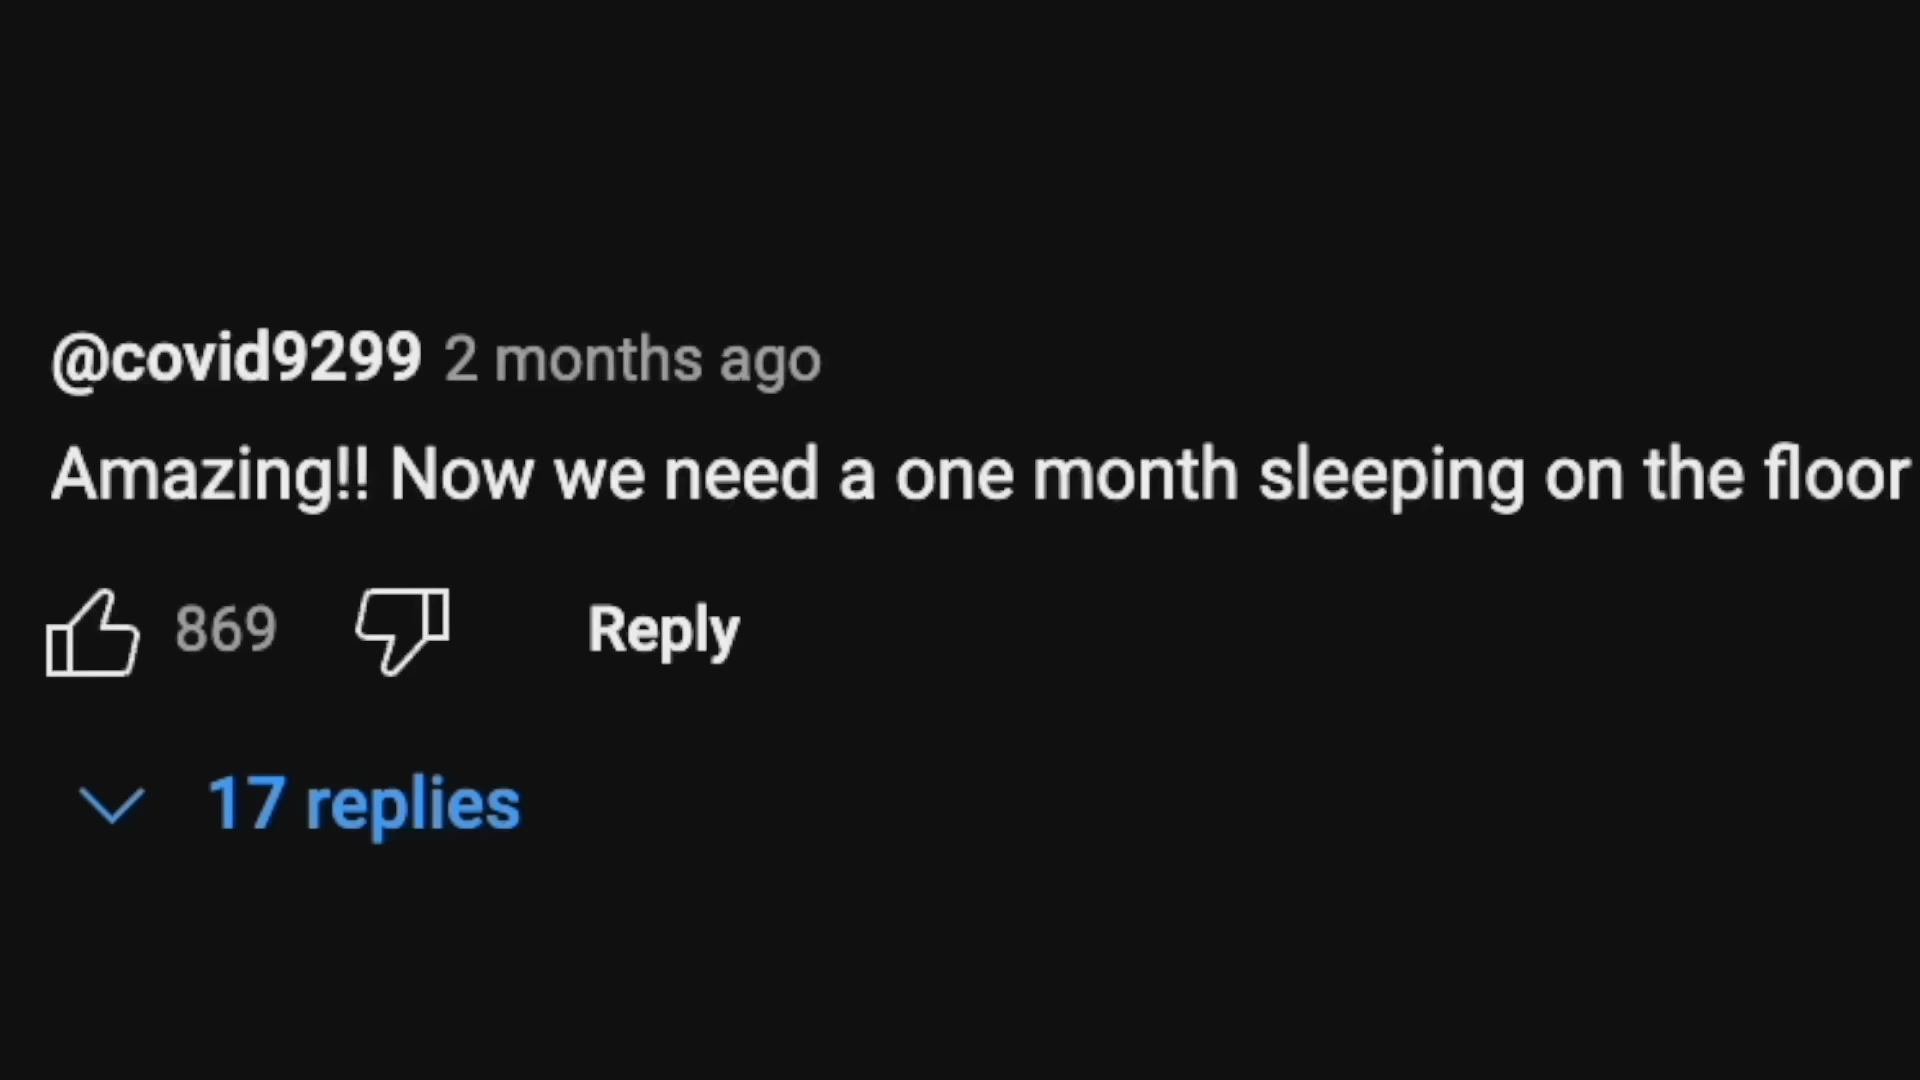 @covid9299 2 months ago
Amazing!! Now we need a one month sleeping on the floor
869 Reply
17 replies